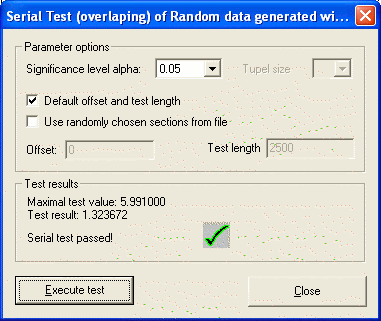 Serial Test (overlaping) of Random data generated wi...
Parameter options
Significance level alpha: 0.05 Tupel size
Default offset and test length
Use randomly chosen sections from file
Offset: 0 Test length 2500
Test results
Maximal test value: 5.991000
Test result: 1.323672
Serial test passed!
Execute test Close